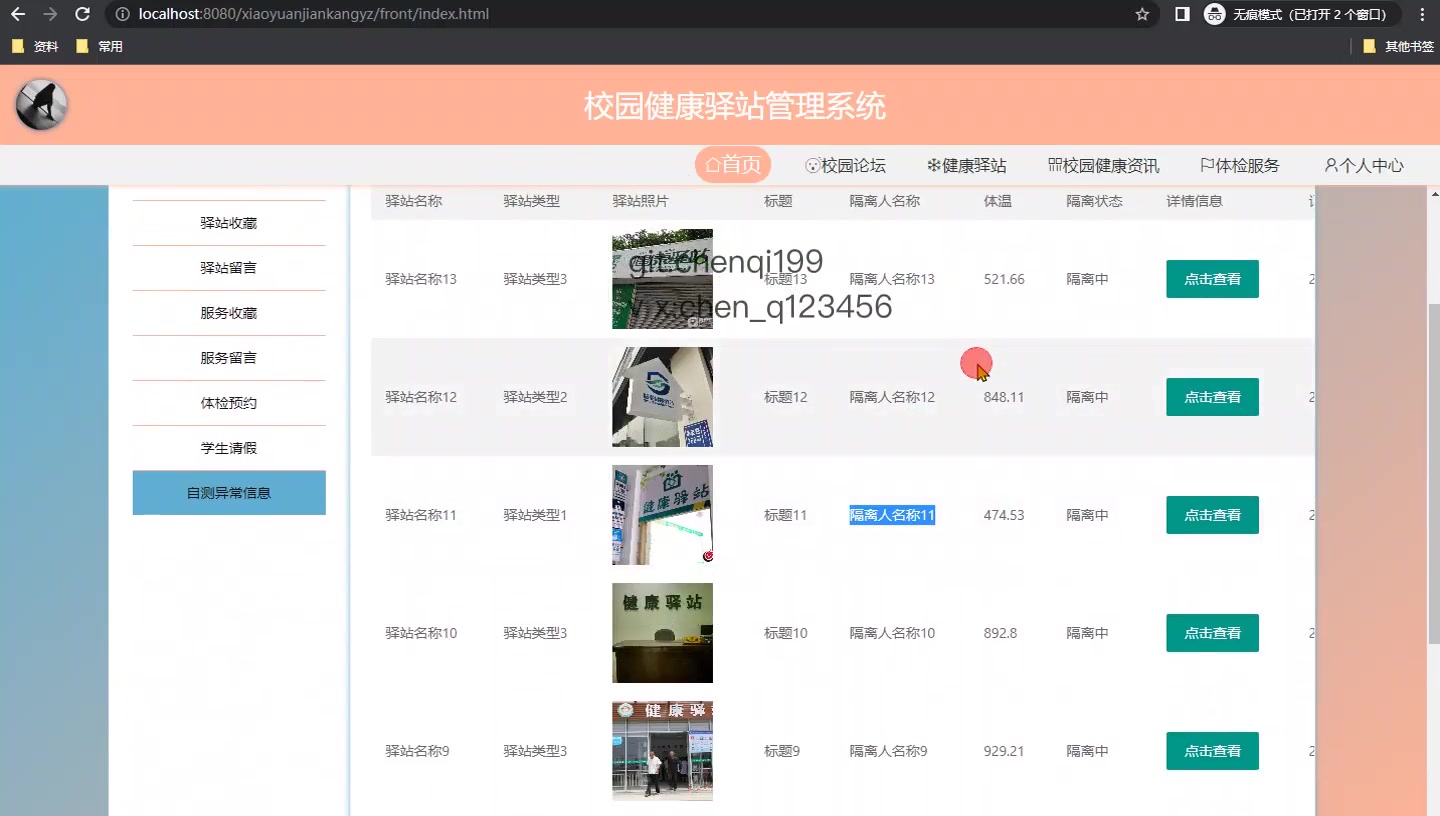 localhost:8080/xiaoyuanjiankangyz/front/index.html
无痕模式（已打开 2 个窗口）
资料 常用 其他书签
校园健康驿站管理系统
首页 校园论坛 健康驿站 校园健康资讯 体检服务 个人中心
驿站收藏
驿站留言
服务收藏
服务留言
体检预约
学生请假
自测异常信息
驿站名称 驿站类型 驿站照片 标题 隔离人名称 体温 隔离状态 详情信息
驿站名称13 驿站类型3 标题13 隔离人名称13 521.66 隔离中 点击查看 2
git:chenqi199
v x:chen_q123456
驿站名称12 驿站类型2 标题12 隔离人名称12 848.11 隔离中 点击查看 2
驿站名称11 驿站类型1 健康驿站 标题11 隔离人名称11 474.53 隔离中 点击查看 2
驿站名称10 驿站类型3 健康驿站 标题10 隔离人名称10 892.8 隔离中 点击查看 2
驿站名称9 驿站类型3 健康驿 标题9 隔离人名称9 929.21 隔离中 点击查看 2